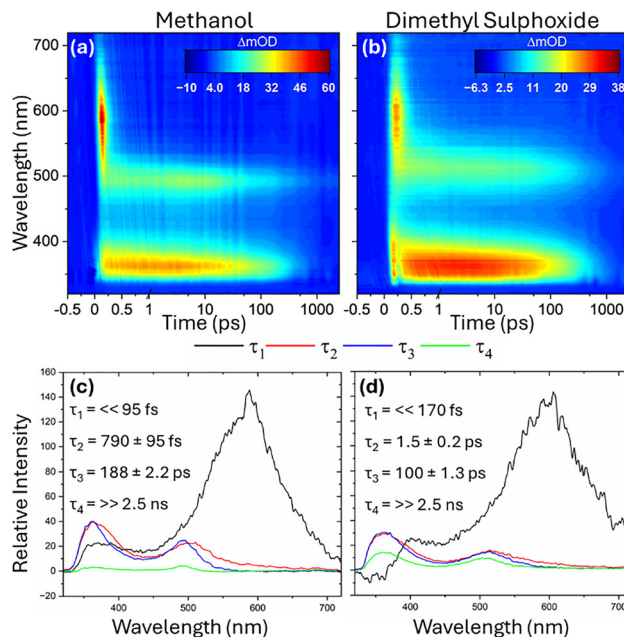 Methanol
Dimethyl Sulphoxide
(a)
ΔmOD
−10 4.0 18 32 46 60
(b)
ΔmOD
−6.3 2.5 11 20 29 38
Wavelength (nm)
700
600
500
400
-0.5 0 0.5 1 10 100 1000
Time (ps)
-0.5 0 0.5 1 10 100 1000
Time (ps)
τ1 τ2 τ3 τ4
(c)
τ1 = << 95 fs
τ2 = 790 ± 95 fs
τ3 = 188 ± 2.2 ps
τ4 = >> 2.5 ns
(d)
τ1 = << 170 fs
τ2 = 1.5 ± 0.2 ps
τ3 = 100 ± 1.3 ps
τ4 = >> 2.5 ns
Relative Intensity
160
140
120
100
80
60
40
20
0
−20
400 500 600 700
Wavelength (nm)
400 500 600 700
Wavelength (nm)